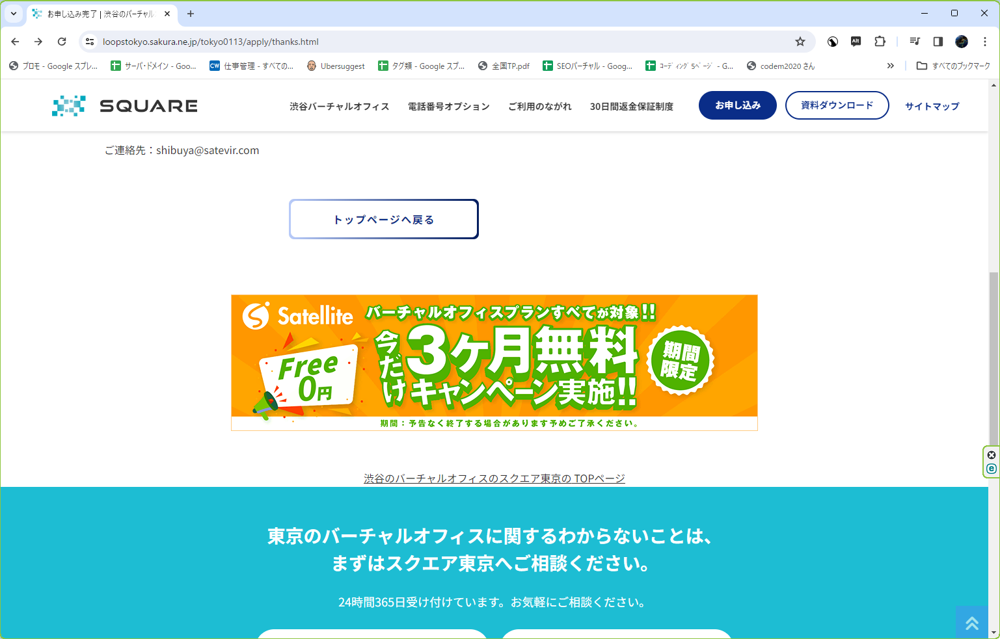 お申し込み完了 | 渋谷のバーチャル
loopstokyo.sakura.ne.jp/tokyo0113/apply/thanks.html
プロモ - Google スプレ...
サーバ・ドメイン - Goo...
CW
仕事管理 - すべての...
Ubersuggest
タグ類 - Google スプ...
全国TP.pdf
SEOバーチャル - Goog...
ｺｰﾃﾞｨﾝｸﾞ 5ﾍﾟｰｼﾞ - G...
codem2020 さん
すべてのブックマーク
SQUARE
渋谷バーチャルオフィス
電話番号オプション
ご利用のながれ
30日間返金保証制度
お申し込み
資料ダウンロード
サイトマップ
ご連絡先：shibuya@satevir.com
トップページへ戻る
Satellite
バーチャルオフィスプランすべてが対象!!
Free
0円
今だけ
3ヶ月無料
キャンペーン実施!!
期間
限定
期間：予告なく終了する場合があります予めご了承ください。
渋谷のバーチャルオフィスのスクエア東京の TOPページ
東京のバーチャルオフィスに関するわからないことは、
まずはスクエア東京へご相談ください。
24時間365日受け付けています。お気軽にご相談ください。